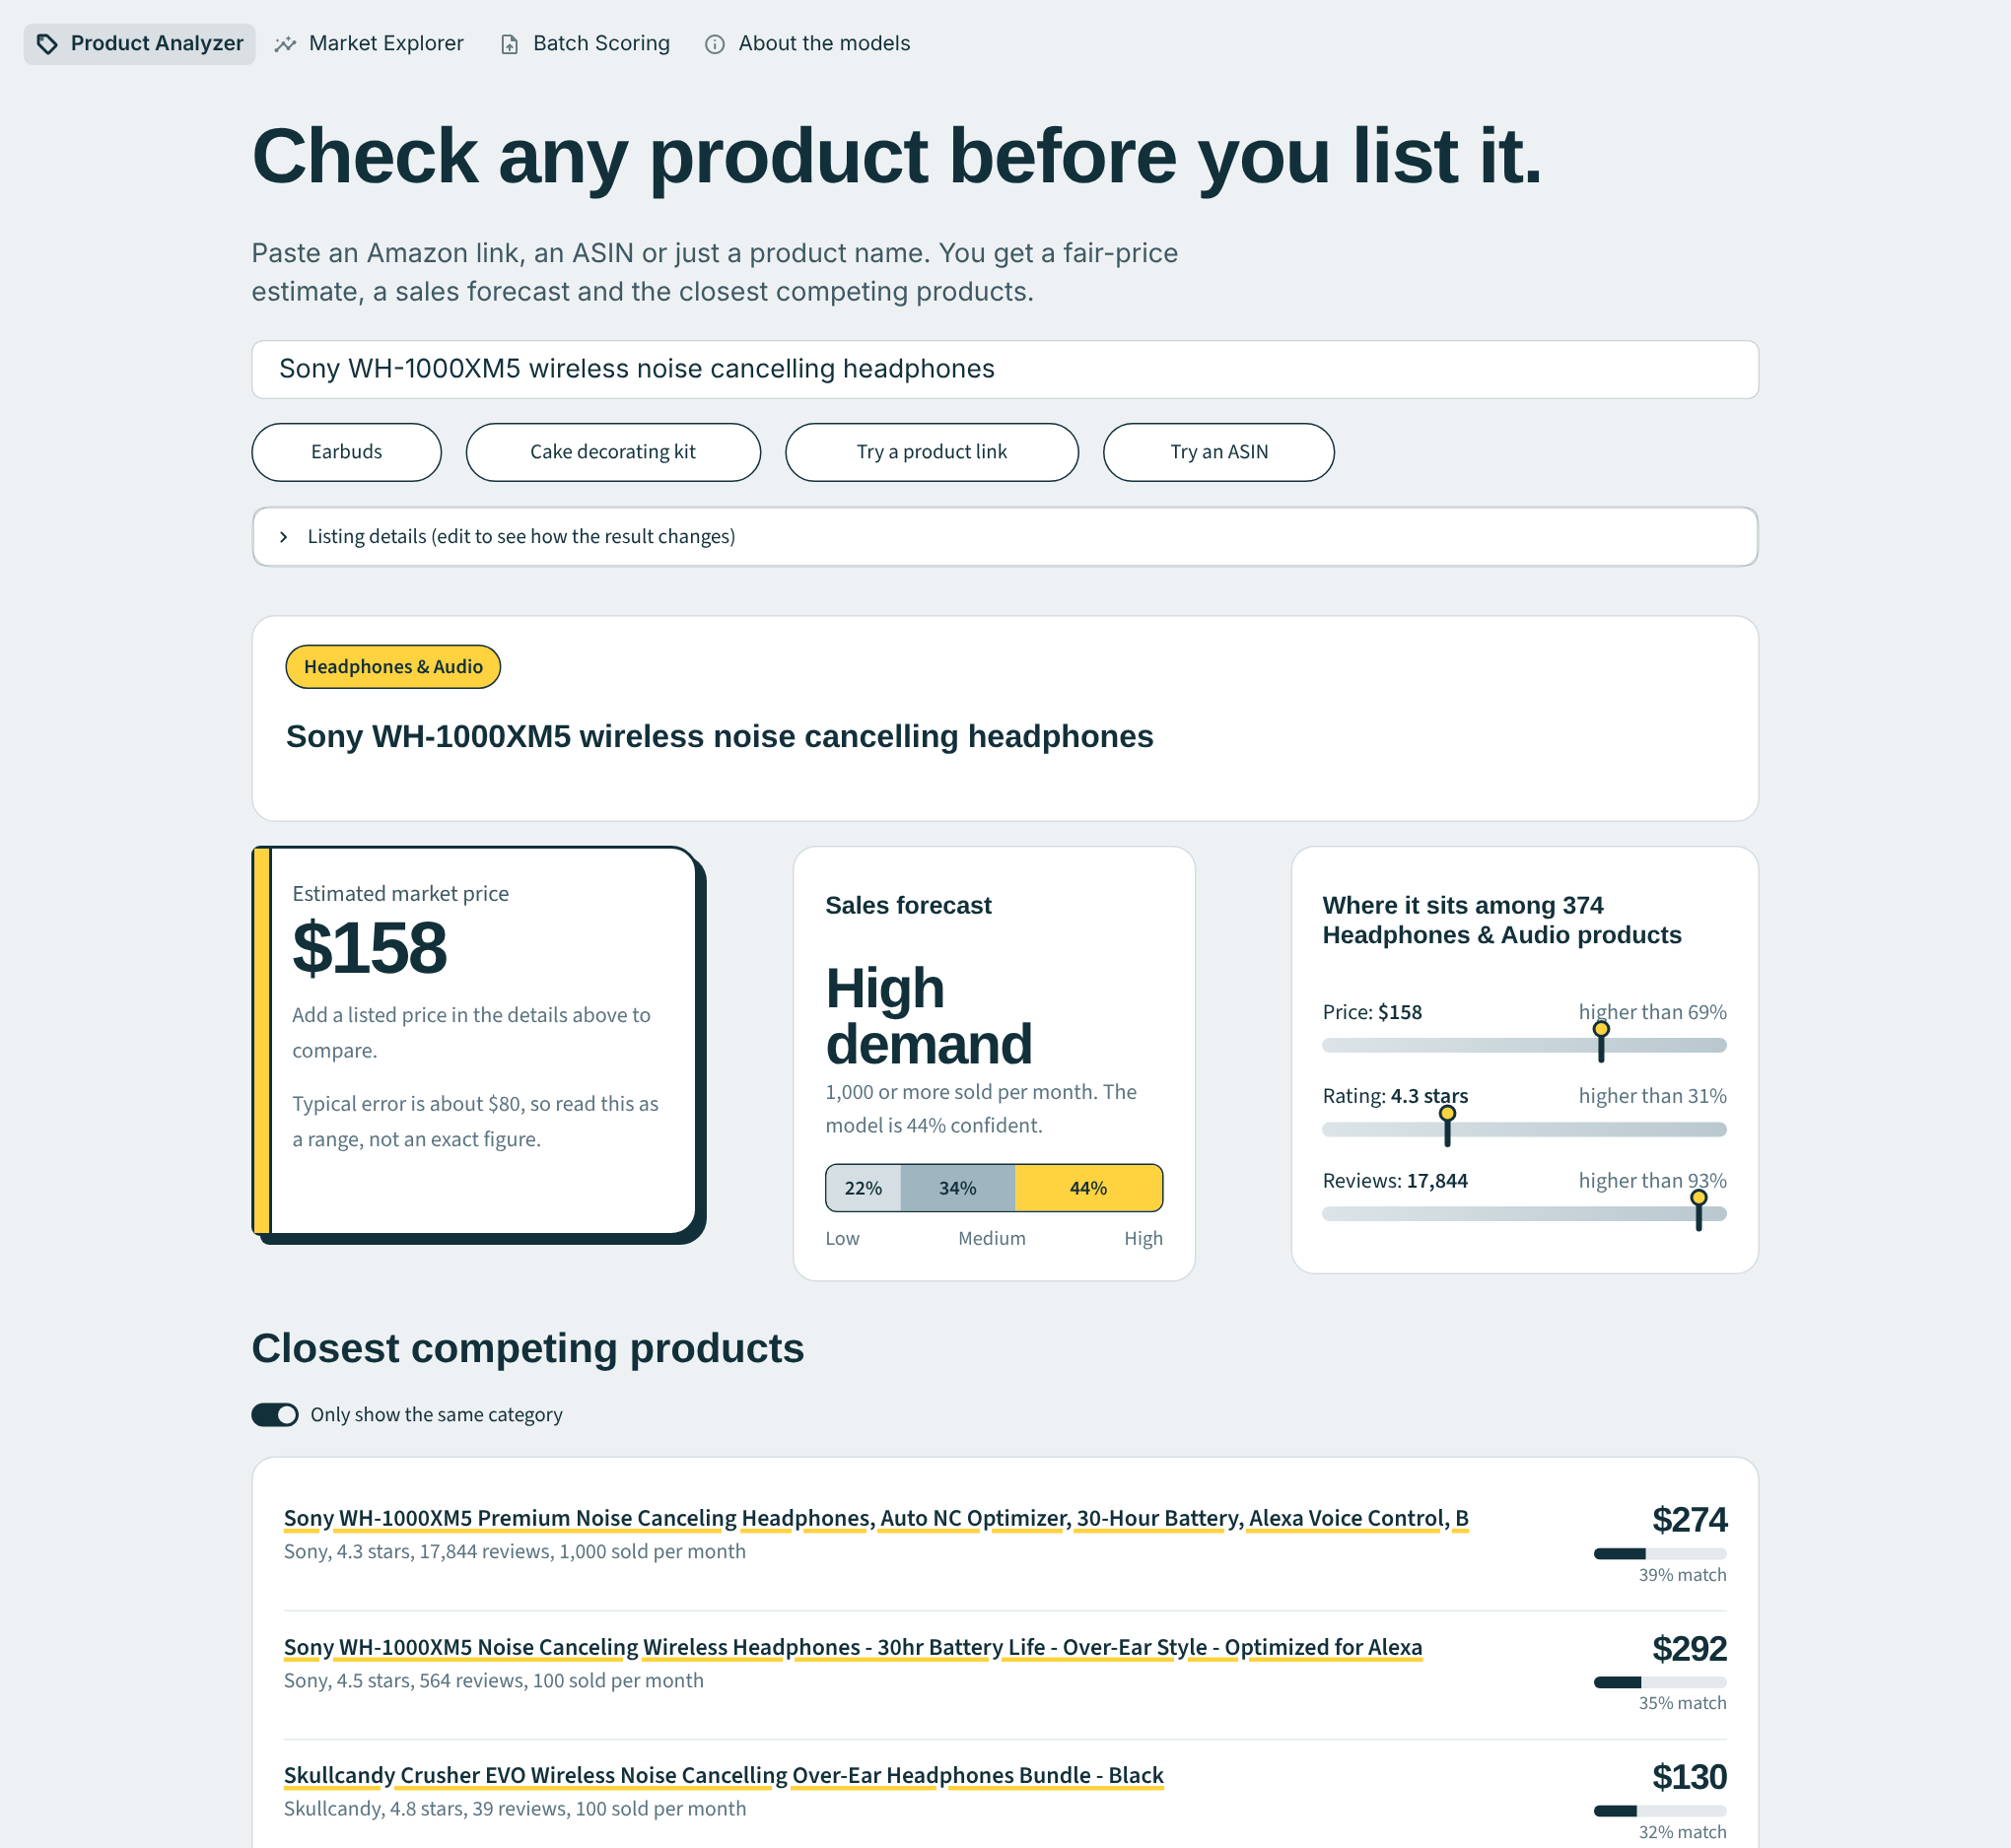 Product Analyzer
Market Explorer
Batch Scoring
About the models
Check any product before you list it.
Paste an Amazon link, an ASIN or just a product name. You get a fair-price
estimate, a sales forecast and the closest competing products.
Sony WH-1000XM5 wireless noise cancelling headphones
Earbuds
Cake decorating kit
Try a product link
Try an ASIN
Listing details (edit to see how the result changes)
Headphones & Audio
Sony WH-1000XM5 wireless noise cancelling headphones
Estimated market price
$158
Add a listed price in the details above to
compare.
Typical error is about $80, so read this as
a range, not an exact figure.
Sales forecast
High
demand
1,000 or more sold per month. The
model is 44% confident.
22% 34% 44%
Low Medium High
Where it sits among 374
Headphones & Audio products
Price: $158 higher than 69%
Rating: 4.3 stars higher than 31%
Reviews: 17,844 higher than 93%
Closest competing products
Only show the same category
Sony WH-1000XM5 Premium Noise Canceling Headphones, Auto NC Optimizer, 30-Hour Battery, Alexa Voice Control, B
Sony, 4.3 stars, 17,844 reviews, 1,000 sold per month
$274
39% match
Sony WH-1000XM5 Noise Canceling Wireless Headphones - 30hr Battery Life - Over-Ear Style - Optimized for Alexa
Sony, 4.5 stars, 564 reviews, 100 sold per month
$292
35% match
Skullcandy Crusher EVO Wireless Noise Cancelling Over-Ear Headphones Bundle - Black
Skullcandy, 4.8 stars, 39 reviews, 100 sold per month
$130
32% match